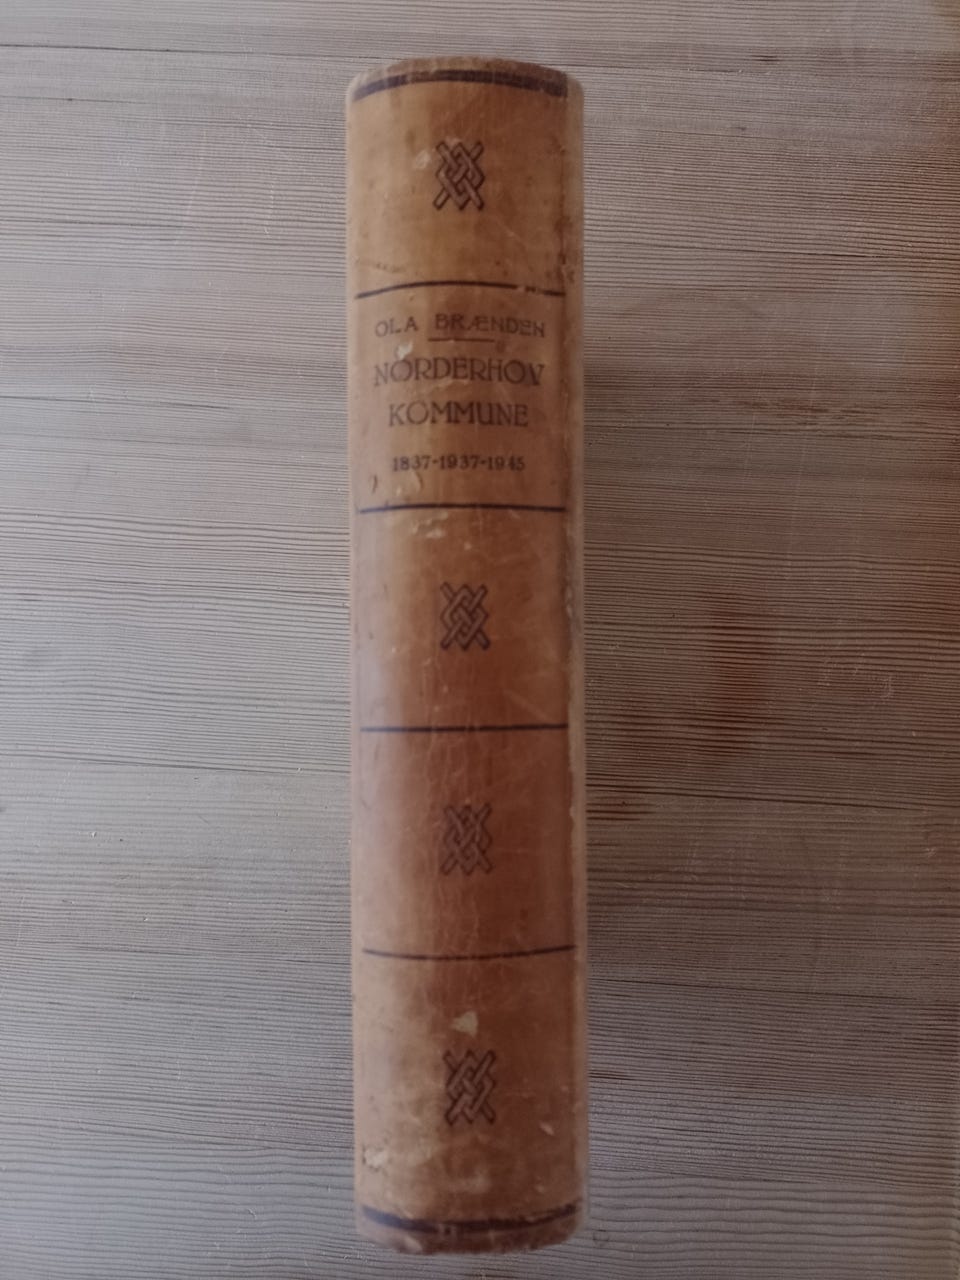 OLA BRÆNDEN
NORDERHOV
KOMMUNE
1837-1937-1945